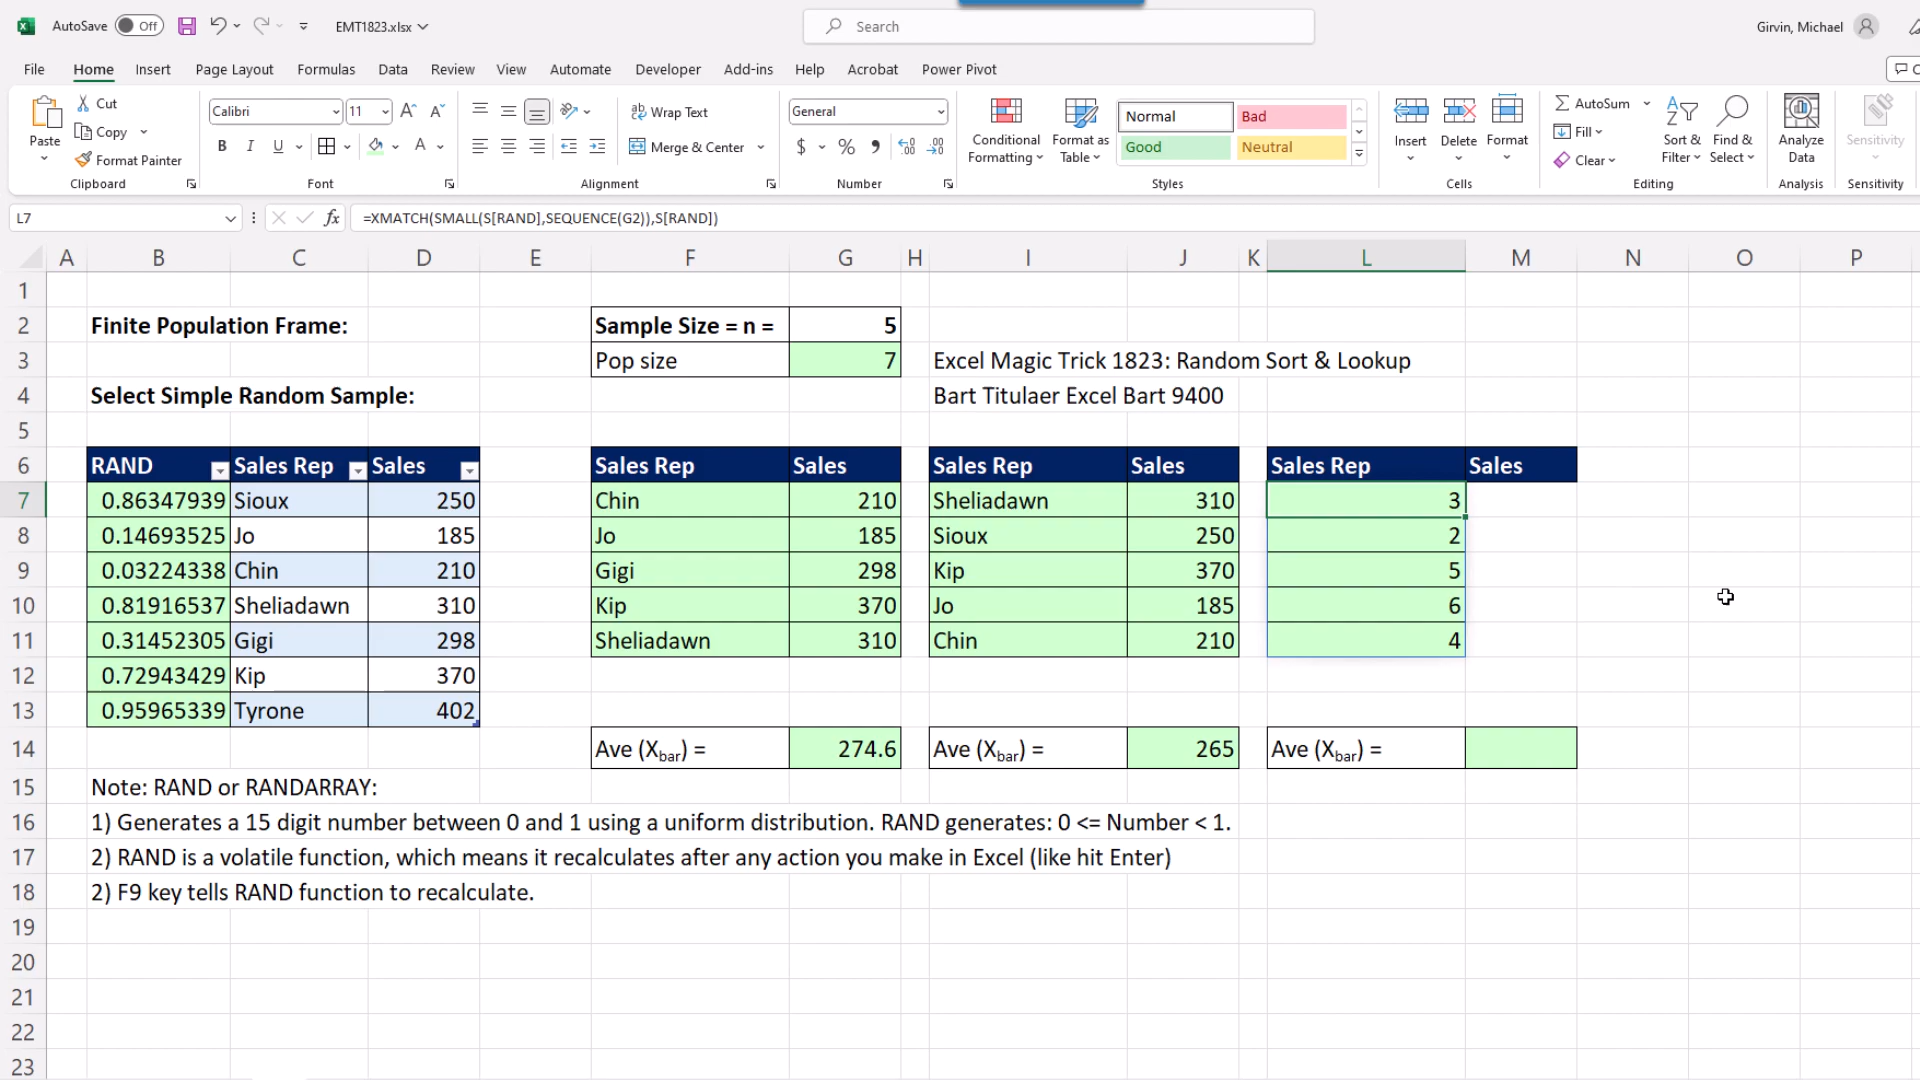 AutoSave Off EMT1823.xlsx Search Girvin, Michael
File Home Insert Page Layout Formulas Data Review View Automate Developer Add-ins Help Acrobat Power Pivot
Paste Cut Copy Format Painter
Clipboard
Calibri 11 B I U A
Font
Wrap Text
Merge & Center
Alignment
General
$ % ,
Number
Conditional Formatting
Format as Table
Normal Bad
Good Neutral
Styles
Insert Delete Format
Cells
AutoSum
Fill
Clear
Sort & Filter
Find & Select
Editing
Analyze Data
Analysis
Sensitivity
Sensitivity
L7 fx =XMATCH(SMALL(S[RAND],SEQUENCE(G2)),S[RAND])
A B C D E F G H I J K L M N O P
1
2 Finite Population Frame: Sample Size = n = 5
3 Pop size 7 Excel Magic Trick 1823: Random Sort & Lookup
4 Select Simple Random Sample: Bart Titulaer Excel Bart 9400
5
6 RAND Sales Rep Sales Sales Rep Sales Sales Rep Sales Sales Rep Sales
7 0.86347939 Sioux 250 Chin 210 Sheliadawn 310 3
8 0.14693525 Jo 185 Jo 185 Sioux 250 2
9 0.03224338 Chin 210 Gigi 298 Kip 370 5
10 0.81916537 Sheliadawn 310 Kip 370 Jo 185 6
11 0.31452305 Gigi 298 Sheliadawn 310 Chin 210 4
12 0.72943429 Kip 370
13 0.95965339 Tyrone 402
14 Ave (Xbar) = 274.6 Ave (Xbar) = 265 Ave (Xbar) =
15 Note: RAND or RANDARRAY:
16 1) Generates a 15 digit number between 0 and 1 using a uniform distribution. RAND generates: 0 <= Number < 1.
17 2) RAND is a volatile function, which means it recalculates after any action you make in Excel (like hit Enter)
18 2) F9 key tells RAND function to recalculate.
19
20
21
22
23